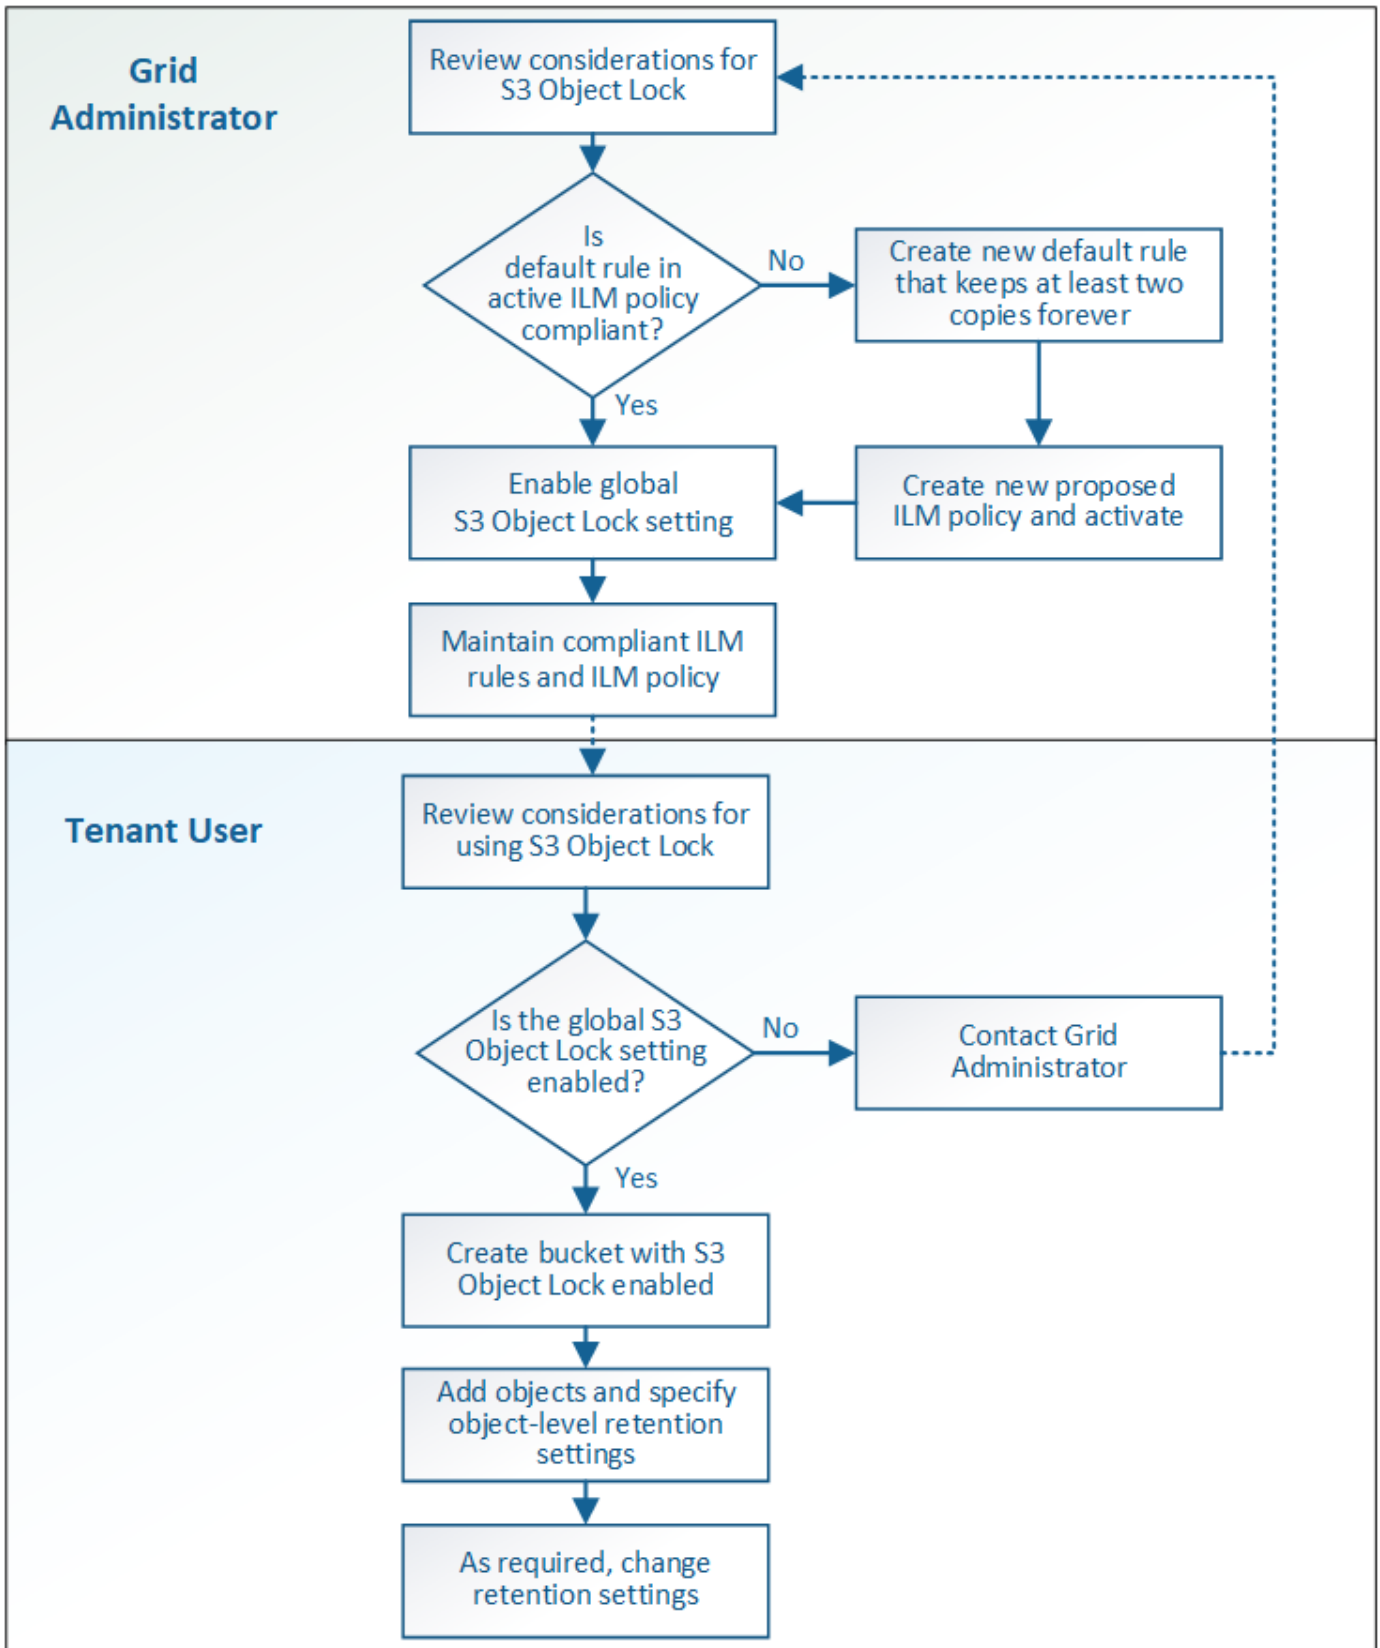 Grid
Administrator
Review considerations for
S3 Object Lock
Is
default rule in
active ILM policy
compliant?
No
Create new default rule
that keeps at least two
copies forever
Yes
Enable global
S3 Object Lock setting
Create new proposed
ILM policy and activate
Maintain compliant ILM
rules and ILM policy
Tenant User
Review considerations for
using S3 Object Lock
Is the global S3
Object Lock setting
enabled?
No
Contact Grid
Administrator
Yes
Create bucket with S3
Object Lock enabled
Add objects and specify
object-level retention
settings
As required, change
retention settings